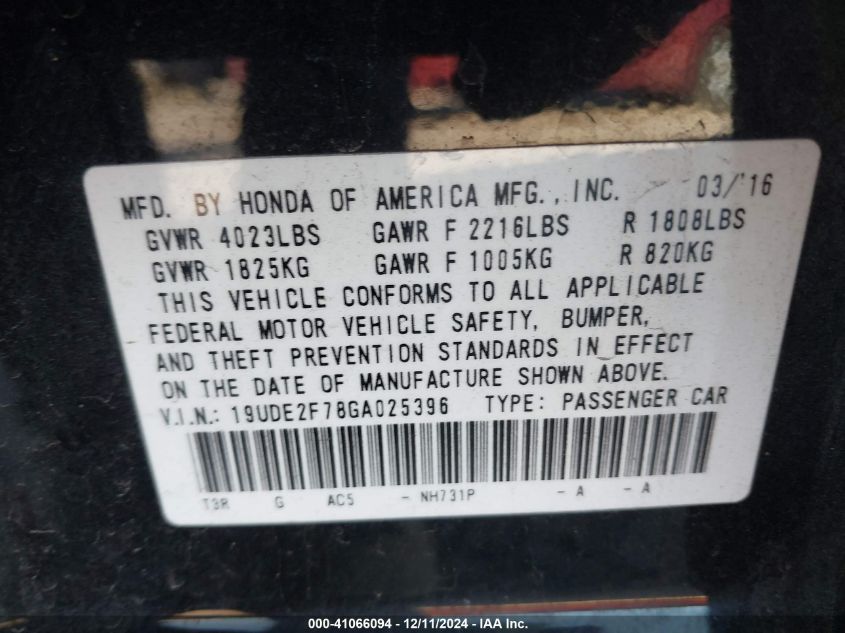 MFD. BY HONDA OF AMERICA MFG., INC. 03/'16
GVWR 4023LBS GAWR F 2216LBS R 1808LBS
GVWR 1825KG GAWR F 1005KG R 820KG
THIS VEHICLE CONFORMS TO ALL APPLICABLE
FEDERAL MOTOR VEHICLE SAFETY, BUMPER,
AND THEFT PREVENTION STANDARDS IN EFFECT
ON THE DATE OF MANUFACTURE SHOWN ABOVE.
V.I.N.: 19UDE2F78GA025396 TYPE: PASSENGER CAR
T3R G AC5 - NH731P - A - A
000-41066094 - 12/11/2024 - IAA Inc.